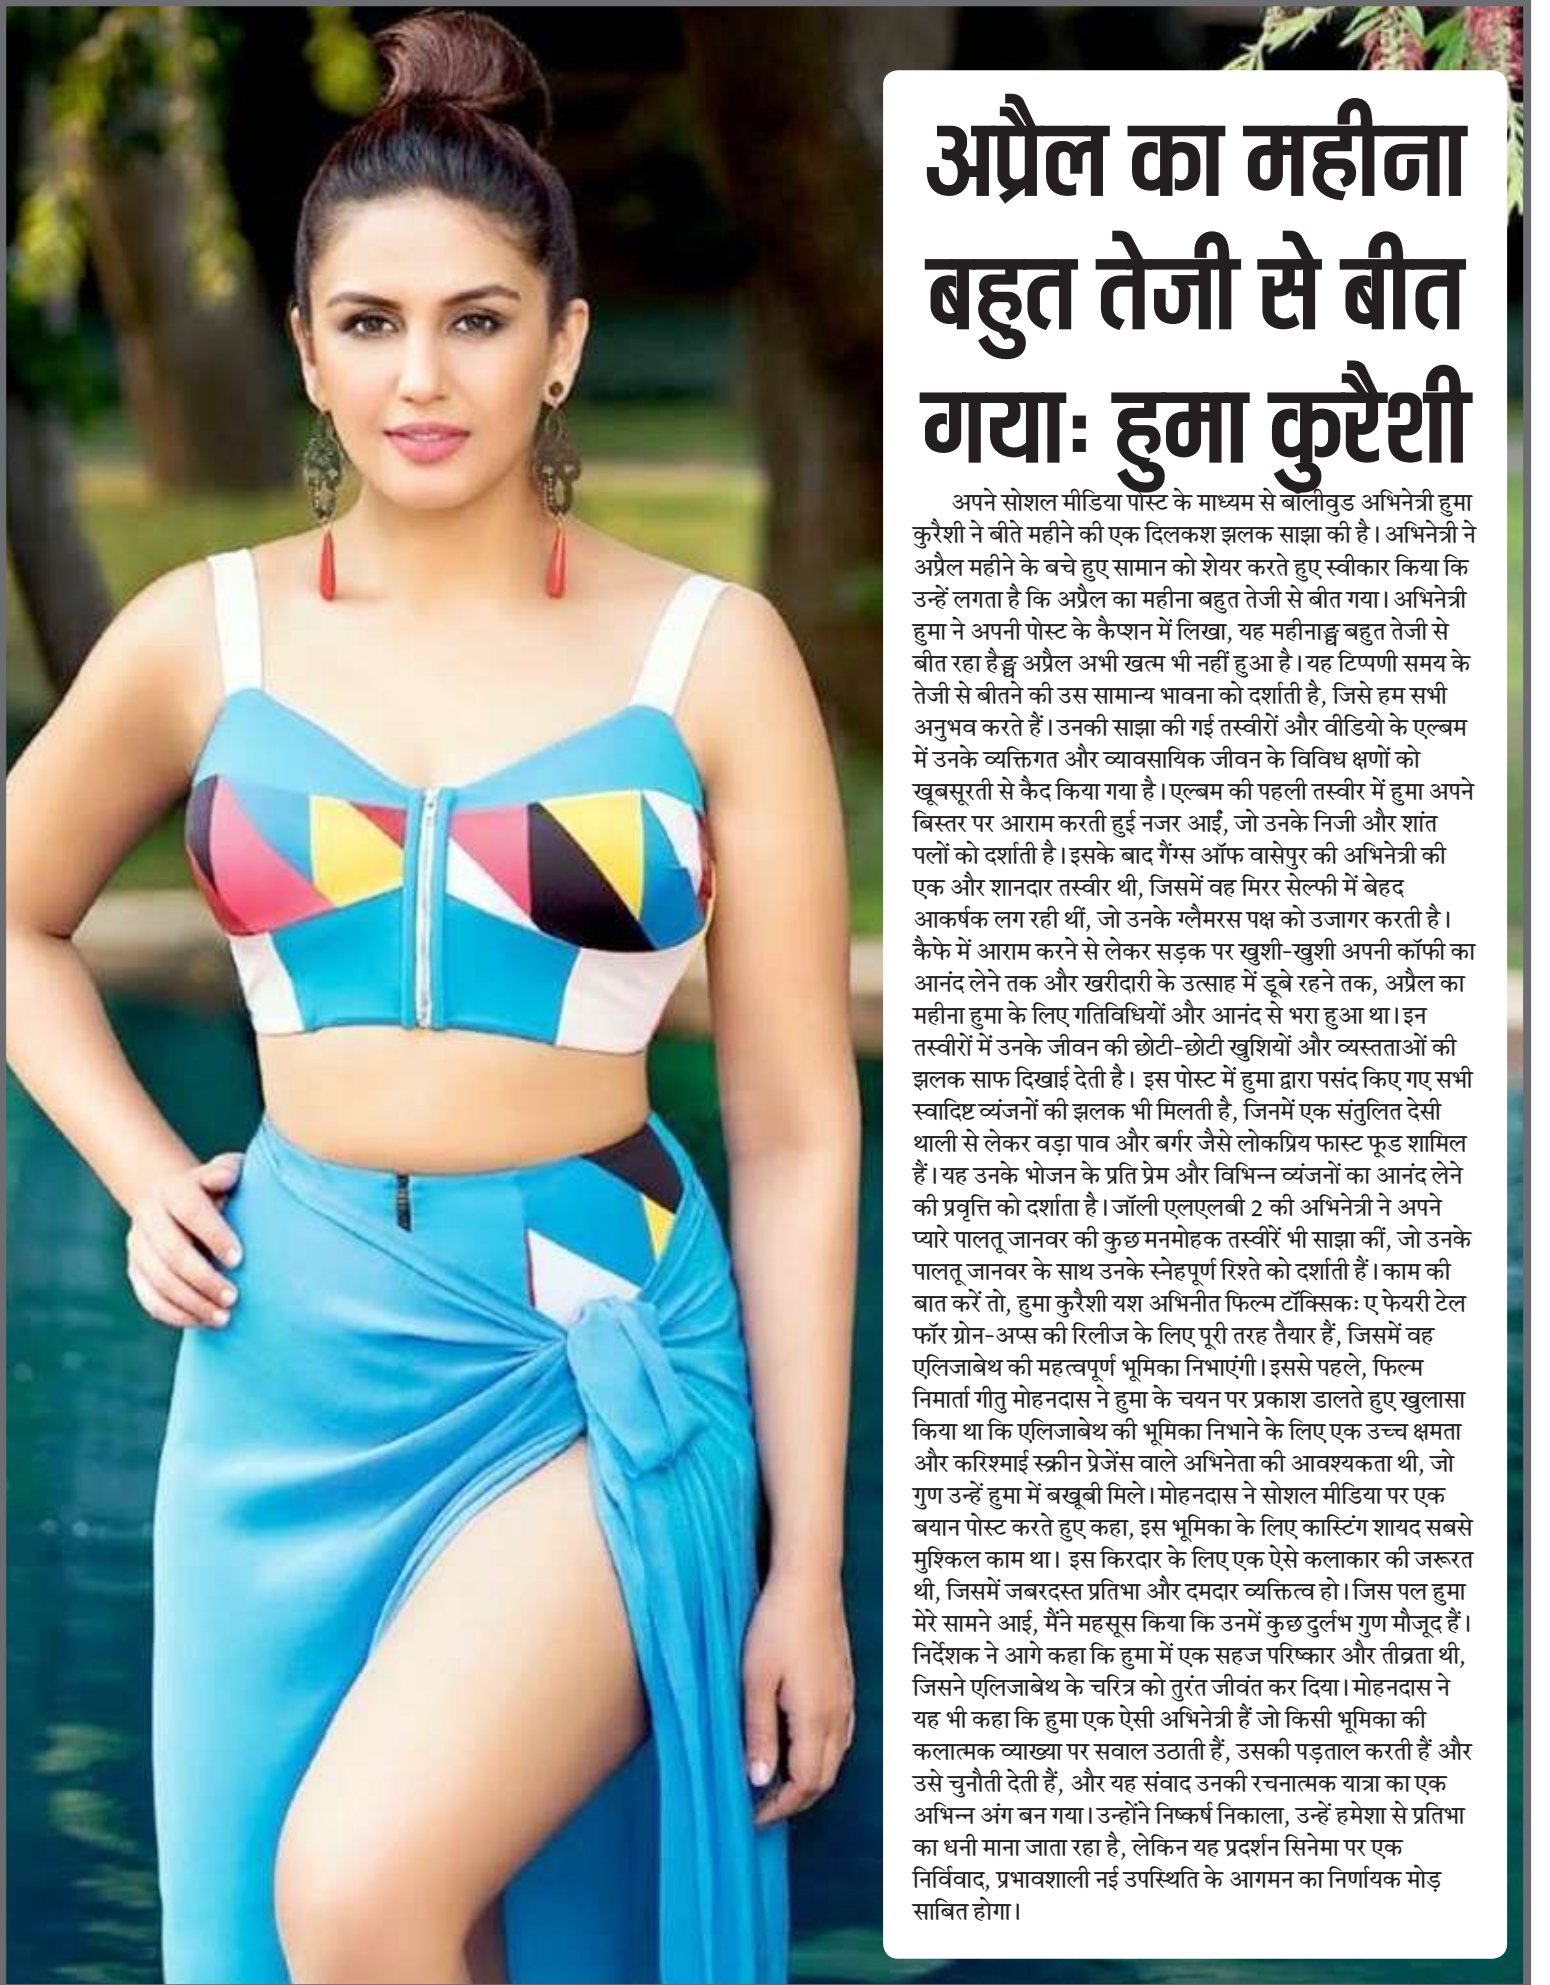 अप्रैल का महीना
बहुत तेजी से बीत
गयाः हुमा कुरैशी
अपने सोशल मीडिया पोस्ट के माध्यम से बॉलीवुड अभिनेत्री हुमा
कुरैशी ने बीते महीने की एक दिलकश झलक साझा की है। अभिनेत्री ने
अप्रैल महीने के बचे हुए सामान को शेयर करते हुए स्वीकार किया कि
उन्हें लगता है कि अप्रैल का महीना बहुत तेजी से बीत गया। अभिनेत्री
हुमा ने अपनी पोस्ट के कैप्शन में लिखा, यह महीनाङ्घ बहुत तेजी से
बीत रहा हैङ्घ अप्रैल अभी खत्म भी नहीं हुआ है। यह टिप्पणी समय के
तेजी से बीतने की उस सामान्य भावना को दर्शाती है, जिसे हम सभी
अनुभव करते हैं। उनकी साझा की गई तस्वीरों और वीडियो के एल्बम
में उनके व्यक्तिगत और व्यावसायिक जीवन के विविध क्षणों को
खूबसूरती से कैद किया गया है। एल्बम की पहली तस्वीर में हुमा अपने
बिस्तर पर आराम करती हुई नजर आईं, जो उनके निजी और शांत
पलों को दर्शाती है। इसके बाद गैंग्स ऑफ वासेपुर की अभिनेत्री की
एक और शानदार तस्वीर थी, जिसमें वह मिरर सेल्फी में बेहद
आकर्षक लग रही थीं, जो उनके ग्लैमरस पक्ष को उजागर करती है।
कैफे में आराम करने से लेकर सड़क पर खुशी-खुशी अपनी कॉफी का
आनंद लेने तक और खरीदारी के उत्साह में डूबे रहने तक, अप्रैल का
महीना हुमा के लिए गतिविधियों और आनंद से भरा हुआ था। इन
तस्वीरों में उनके जीवन की छोटी-छोटी खुशियों और व्यस्तताओं की
झलक साफ दिखाई देती है। इस पोस्ट में हुमा द्वारा पसंद किए गए सभी
स्वादिष्ट व्यंजनों की झलक भी मिलती है, जिनमें एक संतुलित देसी
थाली से लेकर वड़ा पाव और बर्गर जैसे लोकप्रिय फास्ट फूड शामिल
हैं। यह उनके भोजन के प्रति प्रेम और विभिन्न व्यंजनों का आनंद लेने
की प्रवृत्ति को दर्शाता है। जॉली एलएलबी 2 की अभिनेत्री ने अपने
प्यारे पालतू जानवर की कुछ मनमोहक तस्वीरें भी साझा कीं, जो उनके
पालतू जानवर के साथ उनके स्नेहपूर्ण रिश्ते को दर्शाती हैं। काम की
बात करें तो, हुमा कुरैशी यश अभिनीत फिल्म टॉक्सिकः ए फेयरी टेल
फॉर ग्रोन-अप्स की रिलीज के लिए पूरी तरह तैयार हैं, जिसमें वह
एलिजाबेथ की महत्वपूर्ण भूमिका निभाएंगी। इससे पहले, फिल्म
निमार्ता गीतु मोहनदास ने हुमा के चयन पर प्रकाश डालते हुए खुलासा
किया था कि एलिजाबेथ की भूमिका निभाने के लिए एक उच्च क्षमता
और करिश्माई स्क्रीन प्रेजेंस वाले अभिनेता की आवश्यकता थी, जो
गुण उन्हें हुमा में बखूबी मिले। मोहनदास ने सोशल मीडिया पर एक
बयान पोस्ट करते हुए कहा, इस भूमिका के लिए कास्टिंग शायद सबसे
मुश्किल काम था। इस किरदार के लिए एक ऐसे कलाकार की जरूरत
थी, जिसमें जबरदस्त प्रतिभा और दमदार व्यक्तित्व हो। जिस पल हुमा
मेरे सामने आई, मैंने महसूस किया कि उनमें कुछ दुर्लभ गुण मौजूद हैं।
निर्देशक ने आगे कहा कि हुमा में एक सहज परिष्कार और तीव्रता थी,
जिसने एलिजाबेथ के चरित्र को तुरंत जीवंत कर दिया। मोहनदास ने
यह भी कहा कि हुमा एक ऐसी अभिनेत्री हैं जो किसी भूमिका की
कलात्मक व्याख्या पर सवाल उठाती हैं, उसकी पड़ताल करती हैं और
उसे चुनौती देती हैं, और यह संवाद उनकी रचनात्मक यात्रा का एक
अभिन्न अंग बन गया। उन्होंने निष्कर्ष निकाला, उन्हें हमेशा से प्रतिभा
का धनी माना जाता रहा है, लेकिन यह प्रदर्शन सिनेमा पर एक
निर्विवाद, प्रभावशाली नई उपस्थिति के आगमन का निर्णायक मोड़
साबित होगा।